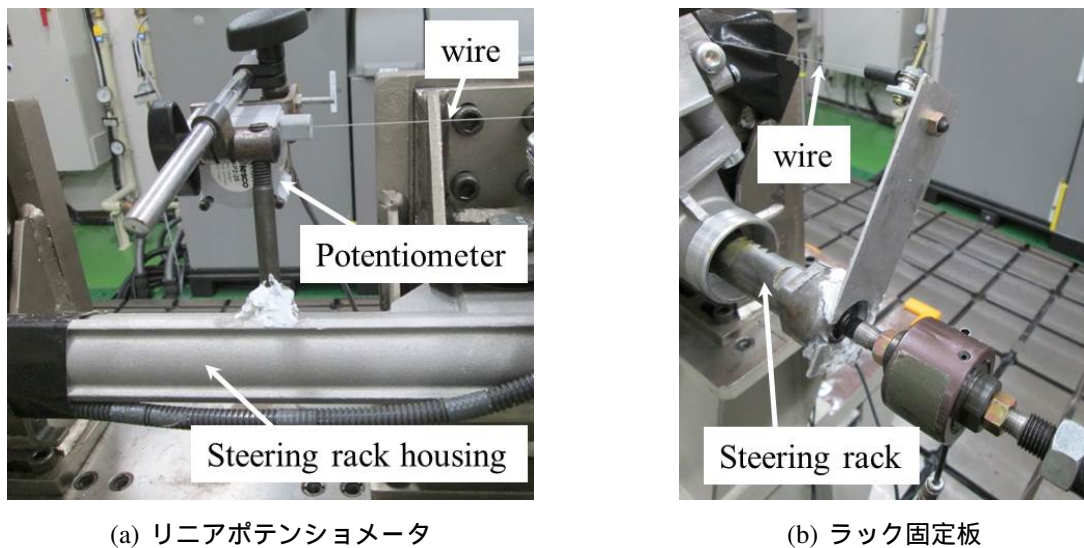 wire
Potentiometer
Steering rack housing
wire
Steering rack
(a) リニアポテンショメータ
(b) ラック固定板